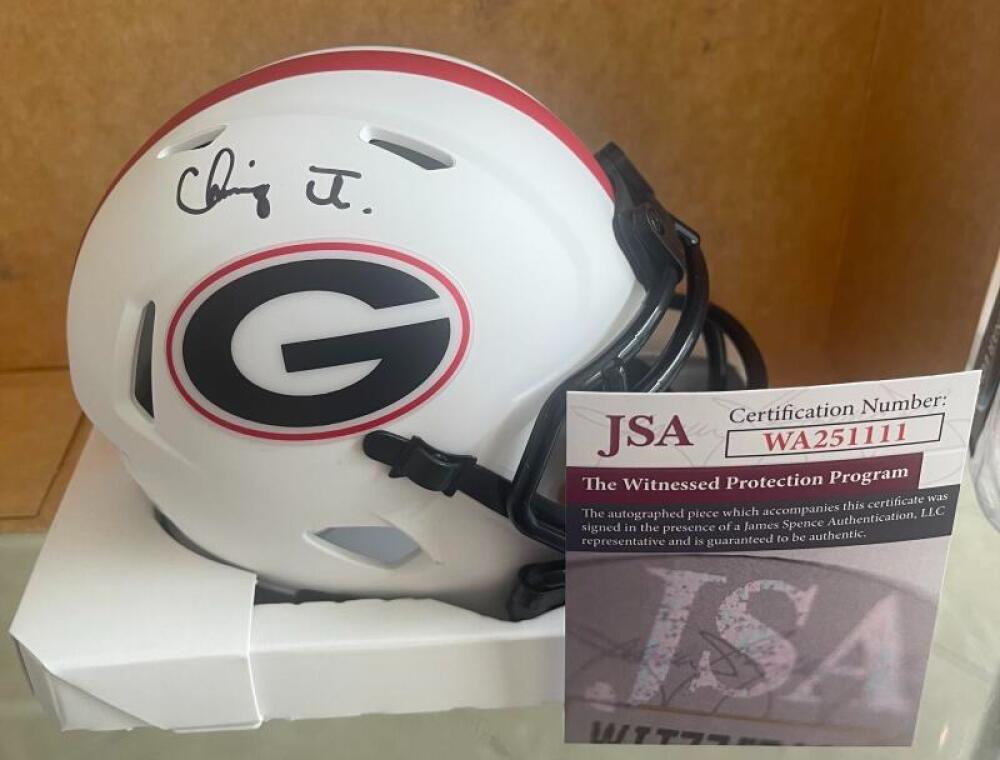 G
JSA
Certification Number:
WA251111
The Witnessed Protection Program
The autographed piece which accompanies this certificate was
signed in the presence of a James Spence Authentication, LLC
representative and is guaranteed to be authentic.
JSA